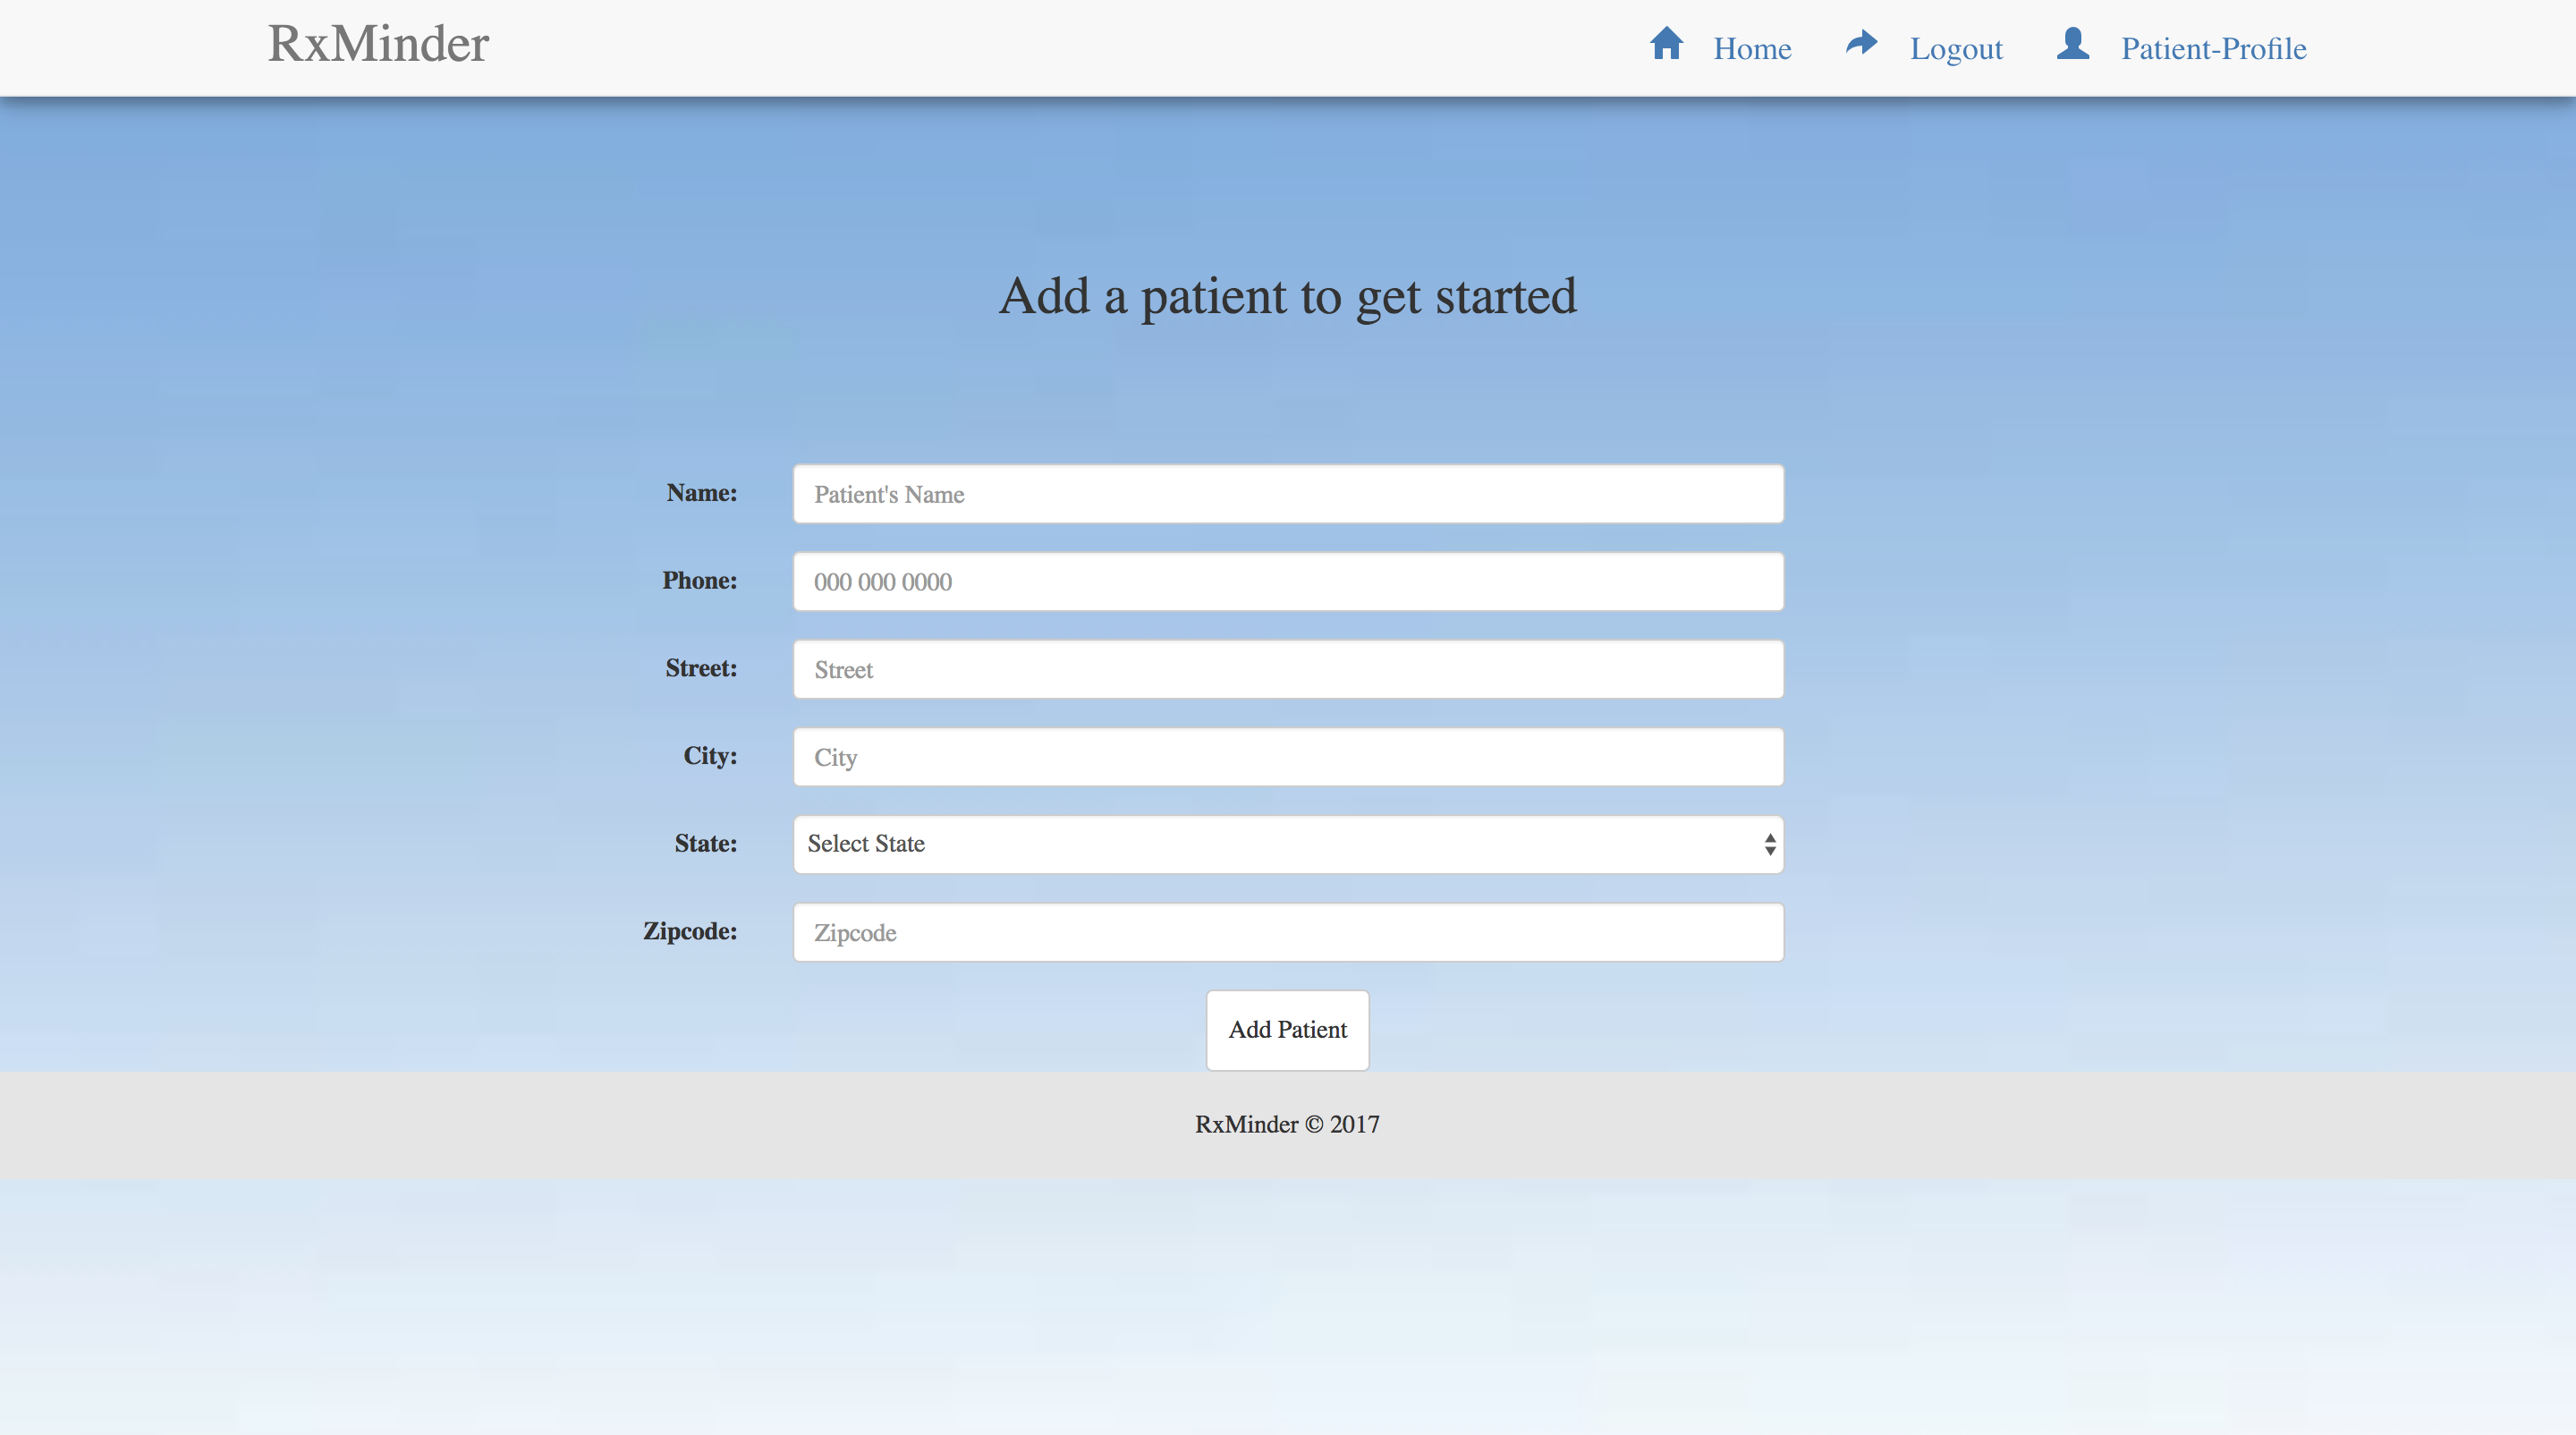 RxMinder
Home Logout Patient-Profile
Add a patient to get started
Name: Patient's Name
Phone: 000 000 0000
Street: Street
City: City
State: Select State
Zipcode: Zipcode
Add Patient
RxMinder © 2017